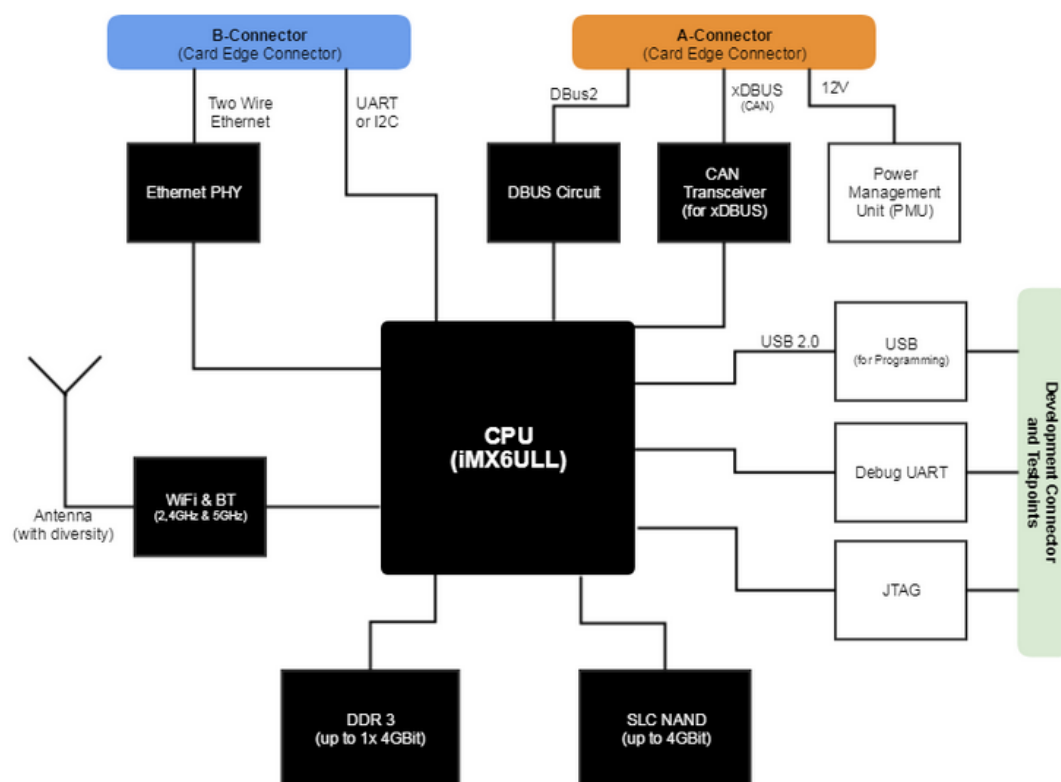 B-Connector
(Card Edge Connector)
A-Connector
(Card Edge Connector)
Two Wire
Ethernet
UART
or I2C
DBus2
xDBUS
(CAN)
12V
Ethernet PHY
DBUS Circuit
CAN
Transceiver
(for xDBUS)
Power
Management
Unit (PMU)
USB 2.0
USB
(for Programming)
Development Connector
and Testpoints
CPU
(iMX6ULL)
Debug UART
WiFi & BT
(2,4GHz & 5GHz)
Antenna
(with diversity)
JTAG
DDR 3
(up to 1x 4GBit)
SLC NAND
(up to 4GBit)